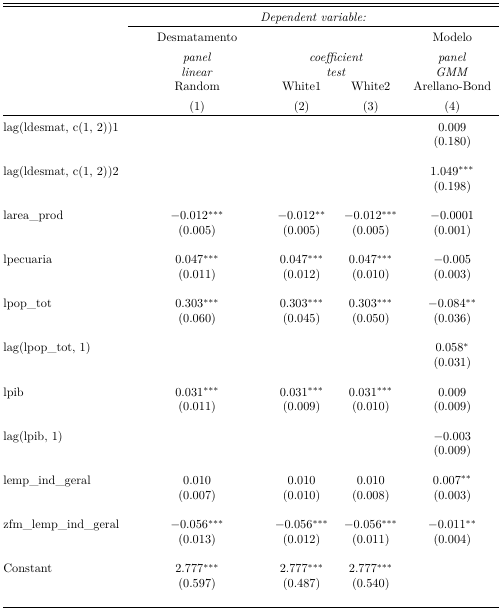 Dependent variable:
Desmatamento Modelo
panel coefficient panel
linear test GMM
Random White1 White2 Arellano-Bond
(1) (2) (3) (4)
lag(ldesmat, c(1, 2))1 0.009
(0.180)
lag(ldesmat, c(1, 2))2 1.049***
(0.198)
larea_prod −0.012*** −0.012** −0.012*** −0.0001
(0.005) (0.005) (0.005) (0.001)
lpecuaria 0.047*** 0.047*** 0.047*** −0.005
(0.011) (0.012) (0.010) (0.003)
lpop_tot 0.303*** 0.303*** 0.303*** −0.084**
(0.060) (0.045) (0.050) (0.036)
lag(lpop_tot, 1) 0.058*
(0.031)
lpib 0.031*** 0.031*** 0.031*** 0.009
(0.011) (0.009) (0.010) (0.009)
lag(lpib, 1) −0.003
(0.009)
lemp_ind_geral 0.010 0.010 0.010 0.007**
(0.007) (0.010) (0.008) (0.003)
zfm_lemp_ind_geral −0.056*** −0.056*** −0.056*** −0.011**
(0.013) (0.012) (0.011) (0.004)
Constant 2.777*** 2.777*** 2.777***
(0.597) (0.487) (0.540)